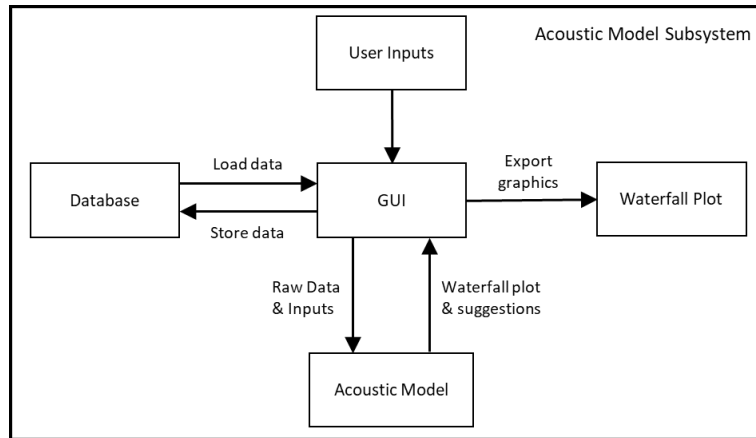 Acoustic Model Subsystem
User Inputs
Load data
Database
Store data
GUI
Export
graphics
Waterfall Plot
Raw Data
& Inputs
Waterfall plot
& suggestions
Acoustic Model